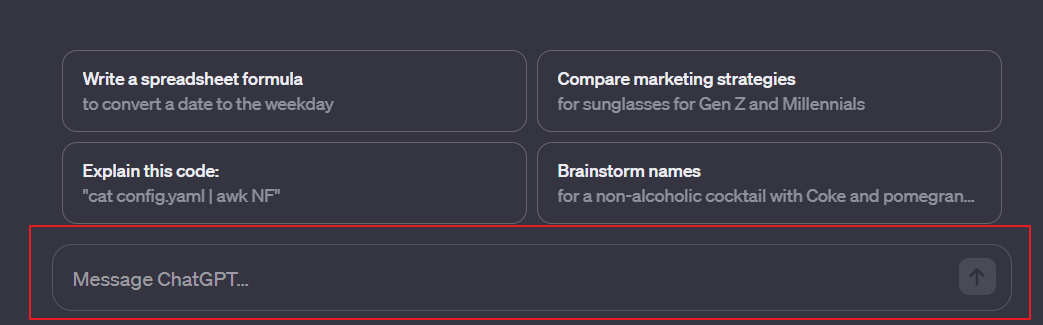 Write a spreadsheet formula
to convert a date to the weekday
Compare marketing strategies
for sunglasses for Gen Z and Millennials
Explain this code:
"cat config.yaml | awk NF"
Brainstorm names
for a non-alcoholic cocktail with Coke and pomegran...
Message ChatGPT...